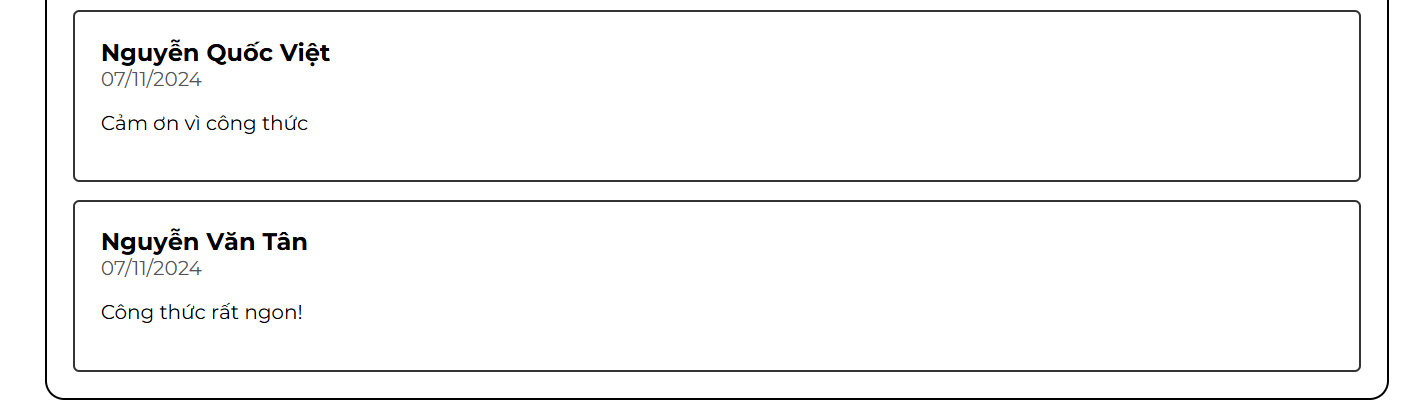 Nguyễn Quốc Việt
07/11/2024
Cảm ơn vì công thức
Nguyễn Văn Tân
07/11/2024
Công thức rất ngon!